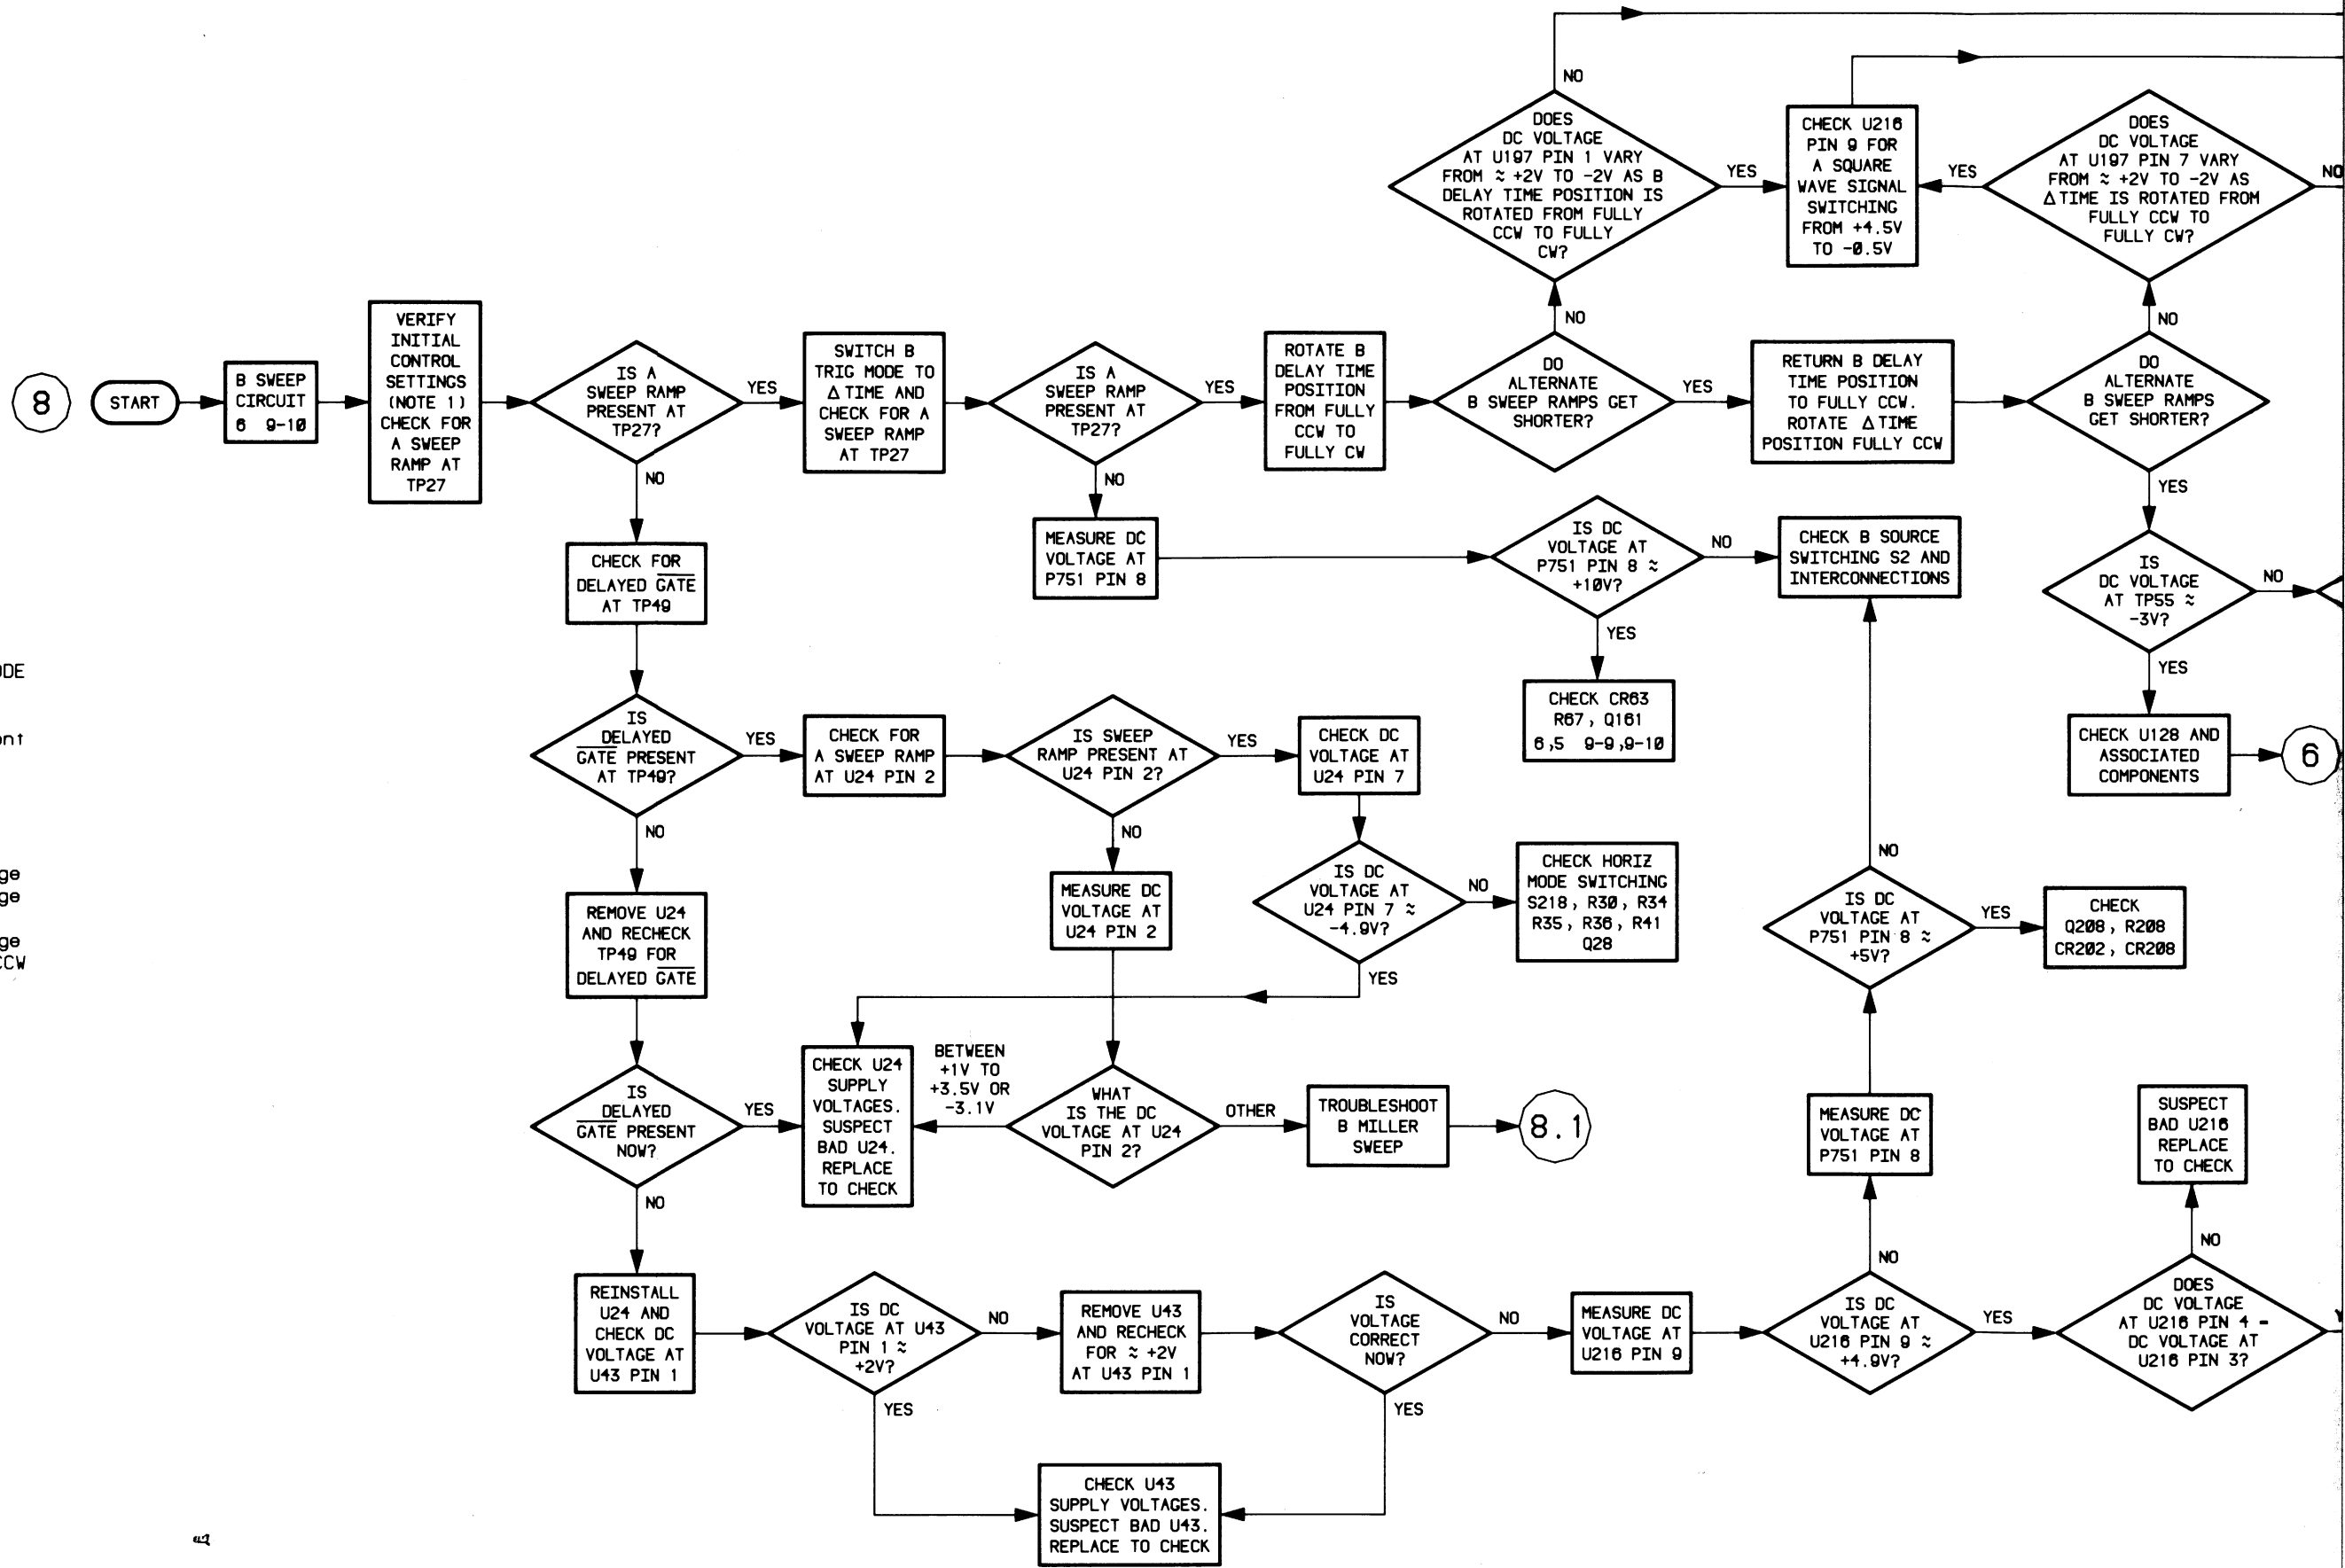 8
START
B SWEEP
CIRCUIT
6 9-10
VERIFY
INITIAL
CONTROL
SETTINGS
(NOTE 1)
CHECK FOR
A SWEEP
RAMP AT
TP27
IS A
SWEEP RAMP
PRESENT AT
TP27?
YES
NO
SWITCH B
TRIG MODE TO
Δ TIME AND
CHECK FOR A
SWEEP RAMP
AT TP27
IS A
SWEEP RAMP
PRESENT AT
TP27?
YES
NO
ROTATE B
DELAY TIME
POSITION
FROM FULLY
CCW TO
FULLY CW
DO
ALTERNATE
B SWEEP RAMPS GET
SHORTER?
NO
YES
DOES
DC VOLTAGE
AT U197 PIN 1 VARY
FROM ≈ +2V TO -2V AS B
DELAY TIME POSITION IS
ROTATED FROM FULLY
CCW TO FULLY
CW?
NO
YES
CHECK U216
PIN 9 FOR
A SQUARE
WAVE SIGNAL
SWITCHING
FROM +4.5V
TO -0.5V
YES
DOES
DC VOLTAGE
AT U197 PIN 7 VARY
FROM ≈ +2V TO -2V AS
Δ TIME IS ROTATED FROM
FULLY CCW TO
FULLY CW?
NO
RETURN B DELAY
TIME POSITION
TO FULLY CCW.
ROTATE Δ TIME
POSITION FULLY CCW
NO
DO
ALTERNATE
B SWEEP RAMPS
GET SHORTER?
YES
MEASURE DC
VOLTAGE AT
P751 PIN 8
IS DC
VOLTAGE AT
P751 PIN 8 ≈
+10V?
NO
YES
CHECK B SOURCE
SWITCHING S2 AND
INTERCONNECTIONS
IS
DC VOLTAGE
AT TP55 ≈
-3V?
NO
YES
CHECK FOR
DELAYED GATE
AT TP49
CHECK CR63
R67, Q161
6,5 9-9,9-10
CHECK U128 AND
ASSOCIATED
COMPONENTS
6
ODE
ont
ge
ge
ge
CCW
IS
DELAYED
GATE PRESENT
AT TP49?
YES
NO
CHECK FOR
A SWEEP RAMP
AT U24 PIN 2
IS SWEEP
RAMP PRESENT AT
U24 PIN 2?
YES
NO
CHECK DC
VOLTAGE AT
U24 PIN 7
IS DC
VOLTAGE AT
U24 PIN 7 ≈
-4.9V?
NO
YES
CHECK HORIZ
MODE SWITCHING
S218, R30, R34
R35, R36, R41
Q28
REMOVE U24
AND RECHECK
TP49 FOR
DELAYED GATE
MEASURE DC
VOLTAGE AT
U24 PIN 2
NO
IS DC
VOLTAGE AT
P751 PIN 8 ≈
+5V?
YES
CHECK
Q208, R208
CR202, CR208
IS
DELAYED
GATE PRESENT
NOW?
YES
NO
CHECK U24
SUPPLY
VOLTAGES.
SUSPECT
BAD U24.
REPLACE
TO CHECK
BETWEEN
+1V TO
+3.5V OR
-3.1V
WHAT
IS THE DC
VOLTAGE AT U24
PIN 2?
OTHER
TROUBLESHOOT
B MILLER
SWEEP
8.1
MEASURE DC
VOLTAGE AT
P751 PIN 8
SUSPECT
BAD U216
REPLACE
TO CHECK
REINSTALL
U24 AND
CHECK DC
VOLTAGE AT
U43 PIN 1
IS DC
VOLTAGE AT U43
PIN 1 ≈
+2V?
NO
YES
REMOVE U43
AND RECHECK
FOR ≈ +2V
AT U43 PIN 1
IS
VOLTAGE
CORRECT
NOW?
NO
YES
MEASURE DC
VOLTAGE AT
U216 PIN 9
NO
IS DC
VOLTAGE AT
U216 PIN 9 ≈
+4.9V?
YES
NO
DOES
DC VOLTAGE
AT U216 PIN 4 =
DC VOLTAGE AT
U216 PIN 3?
CHECK U43
SUPPLY VOLTAGES.
SUSPECT BAD U43.
REPLACE TO CHECK